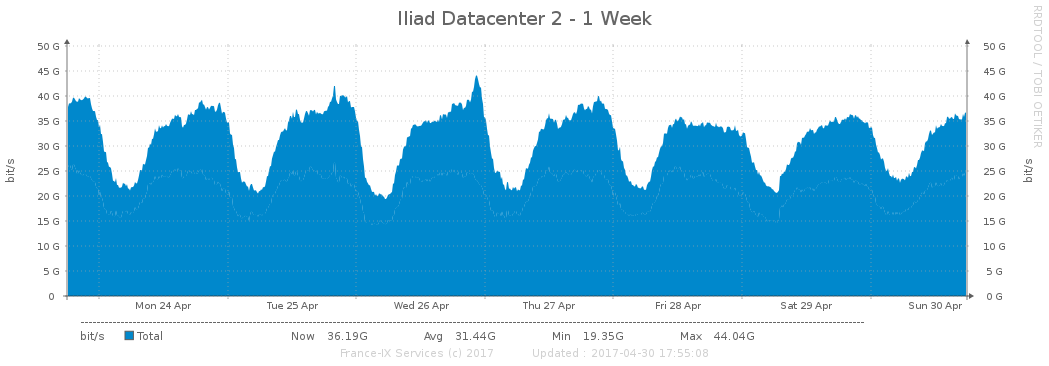 Iliad Datacenter 2 - 1 Week
RRDTOOL / TOBI OETIKER
50 G 50 G
45 G 45 G
40 G 40 G
35 G 35 G
30 G 30 G
25 G 25 G
20 G 20 G
15 G 15 G
10 G 10 G
5 G 5 G
0 0 G
bit/s bit/s
Mon 24 Apr Tue 25 Apr Wed 26 Apr Thu 27 Apr Fri 28 Apr Sat 29 Apr Sun 30 Apr
bit/s Total Now 36.19G Avg 31.44G Min 19.35G Max 44.04G
France-IX Services (c) 2017 Updated : 2017-04-30 17:55:08